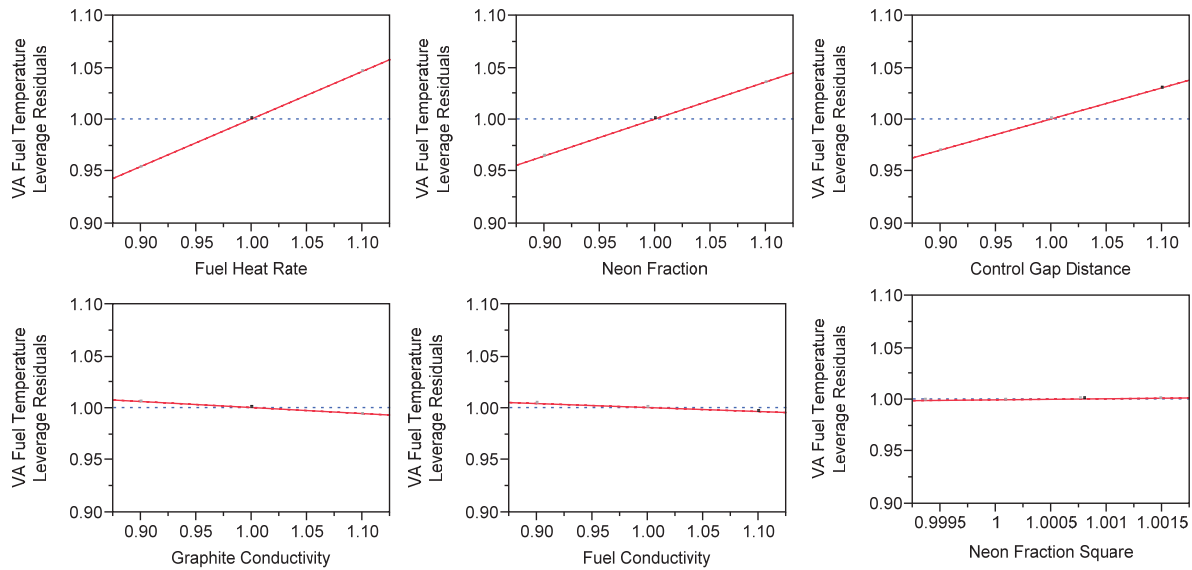 VA Fuel Temperature
Leverage Residuals
1.10
1.05
1.00
0.95
0.90
0.90 0.95 1.00 1.05 1.10
Fuel Heat Rate
VA Fuel Temperature
Leverage Residuals
1.10
1.05
1.00
0.95
0.90
0.90 0.95 1.00 1.05 1.10
Neon Fraction
VA Fuel Temperature
Leverage Residuals
1.10
1.05
1.00
0.95
0.90
0.90 0.95 1.00 1.05 1.10
Control Gap Distance
VA Fuel Temperature
Leverage Residuals
1.10
1.05
1.00
0.95
0.90
0.90 0.95 1.00 1.05 1.10
Graphite Conductivity
VA Fuel Temperature
Leverage Residuals
1.10
1.05
1.00
0.95
0.90
0.90 0.95 1.00 1.05 1.10
Fuel Conductivity
VA Fuel Temperature
Leverage Residuals
1.10
1.05
1.00
0.95
0.90
0.9995 1 1.0005 1.001 1.0015
Neon Fraction Square